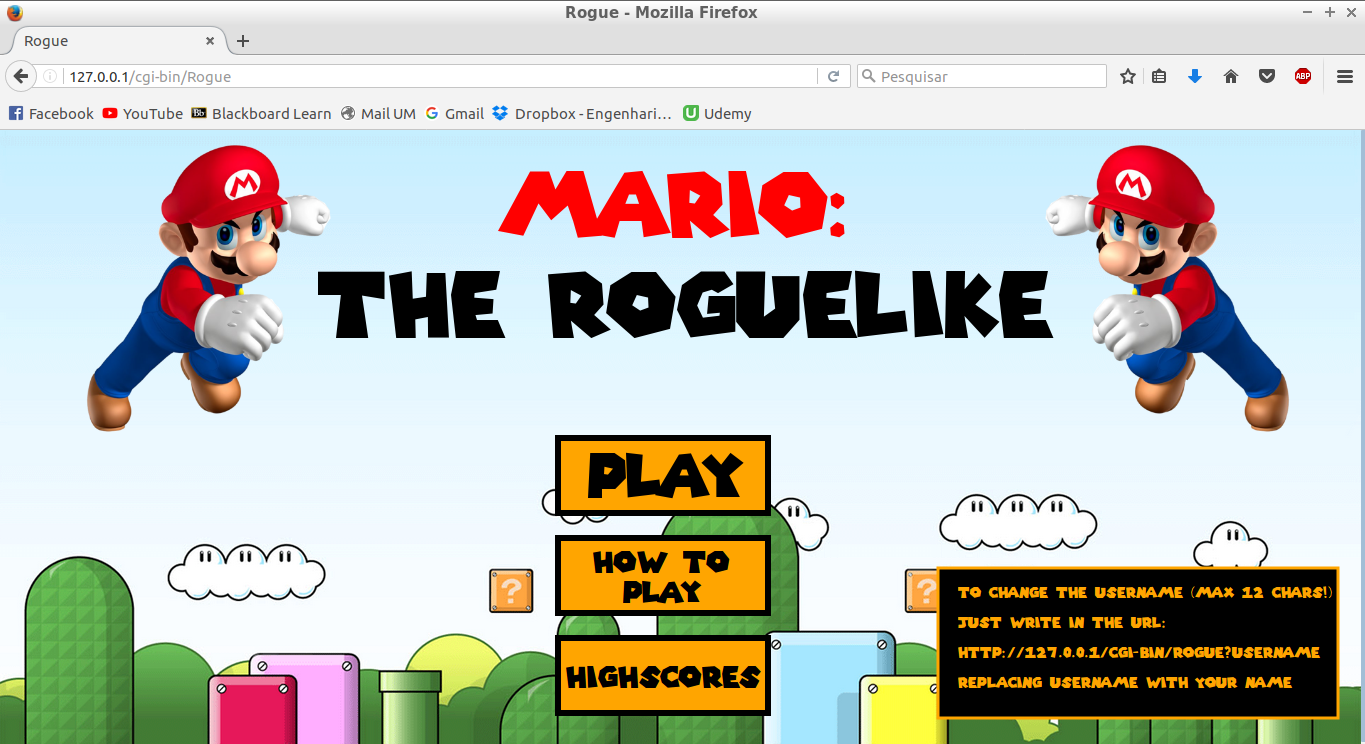 Rogue - Mozilla Firefox
Rogue
127.0.0.1/cgi-bin/Rogue
Pesquisar
ABP
Facebook
YouTube
Bb
Blackboard Learn
Mail UM
G
Gmail
Dropbox - Engenhari...
U
Udemy
M
M
MARIO:
THE ROGUELIKE
PLAY
HOW TO
PLAY
HIGHSCORES
?
?
TO CHANGE THE USERNAME (MAX 12 CHARS!)
JUST WRITE IN THE URL:
HTTP://127.0.0.1/CGI-BIN/ROGUE?USERNAME
REPLACING USERNAME WITH YOUR NAME